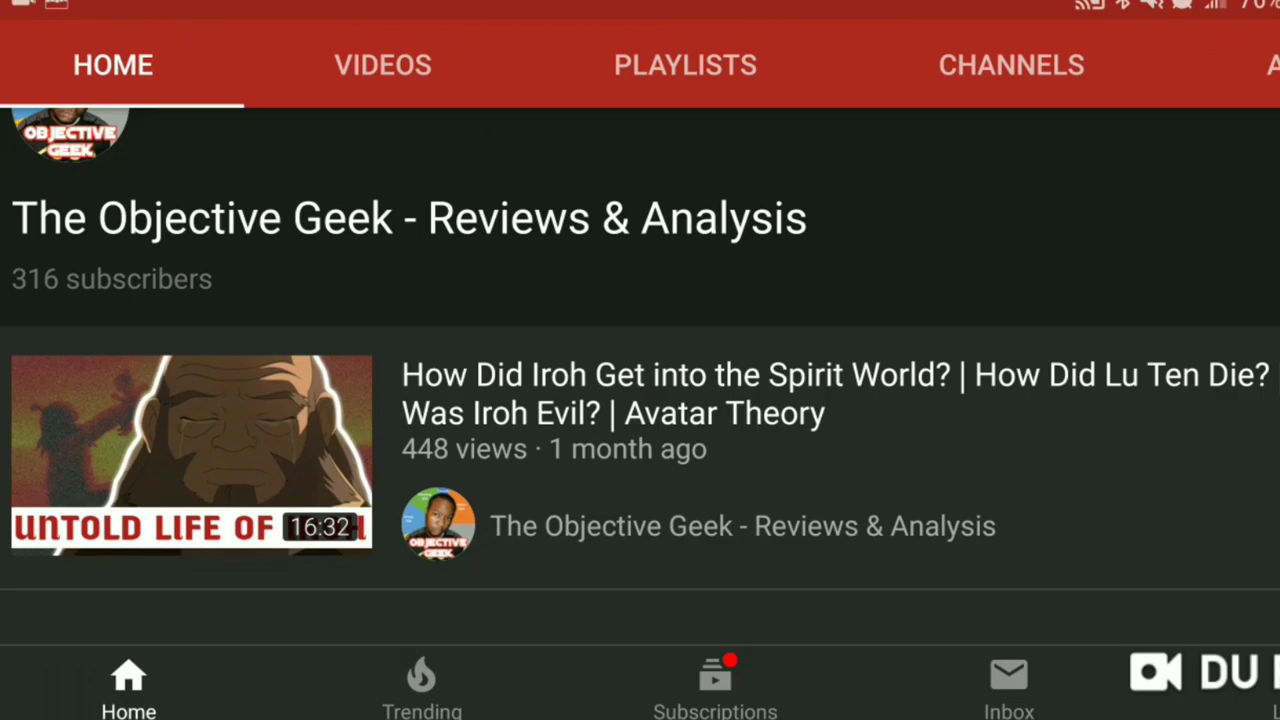 HOME VIDEOS PLAYLISTS CHANNELS
OBJECTIVE
GEEK
The Objective Geek - Reviews & Analysis
316 subscribers
How Did Iroh Get into the Spirit World? | How Did Lu Ten Die?
Was Iroh Evil? | Avatar Theory
448 views · 1 month ago
UNTOLD LIFE OF 16:32
The Objective Geek - Reviews & Analysis
OBJECTIVE
GEEK
DU
Home Trending Subscriptions Inbox